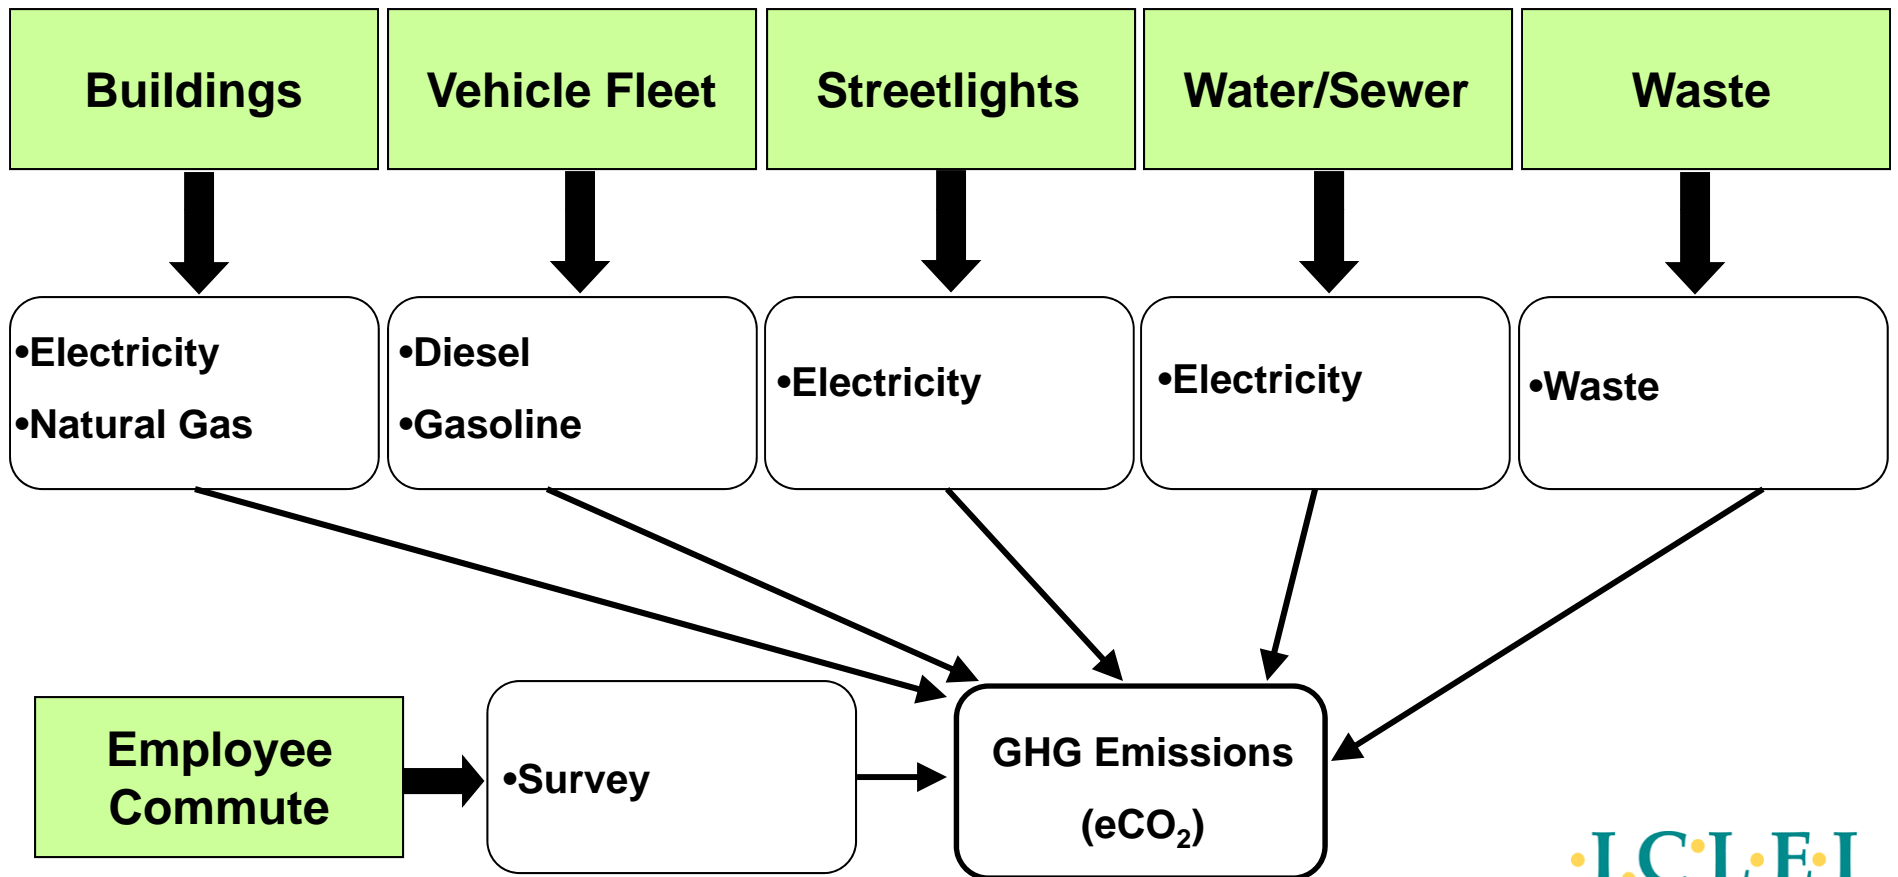 Buildings
Vehicle Fleet
Streetlights
Water/Sewer
Waste
•Electricity
•Natural Gas
•Diesel
•Gasoline
•Electricity
•Electricity
•Waste
Employee
Commute
•Survey
GHG Emissions
(eCO₂)
·I.C·L·E·I